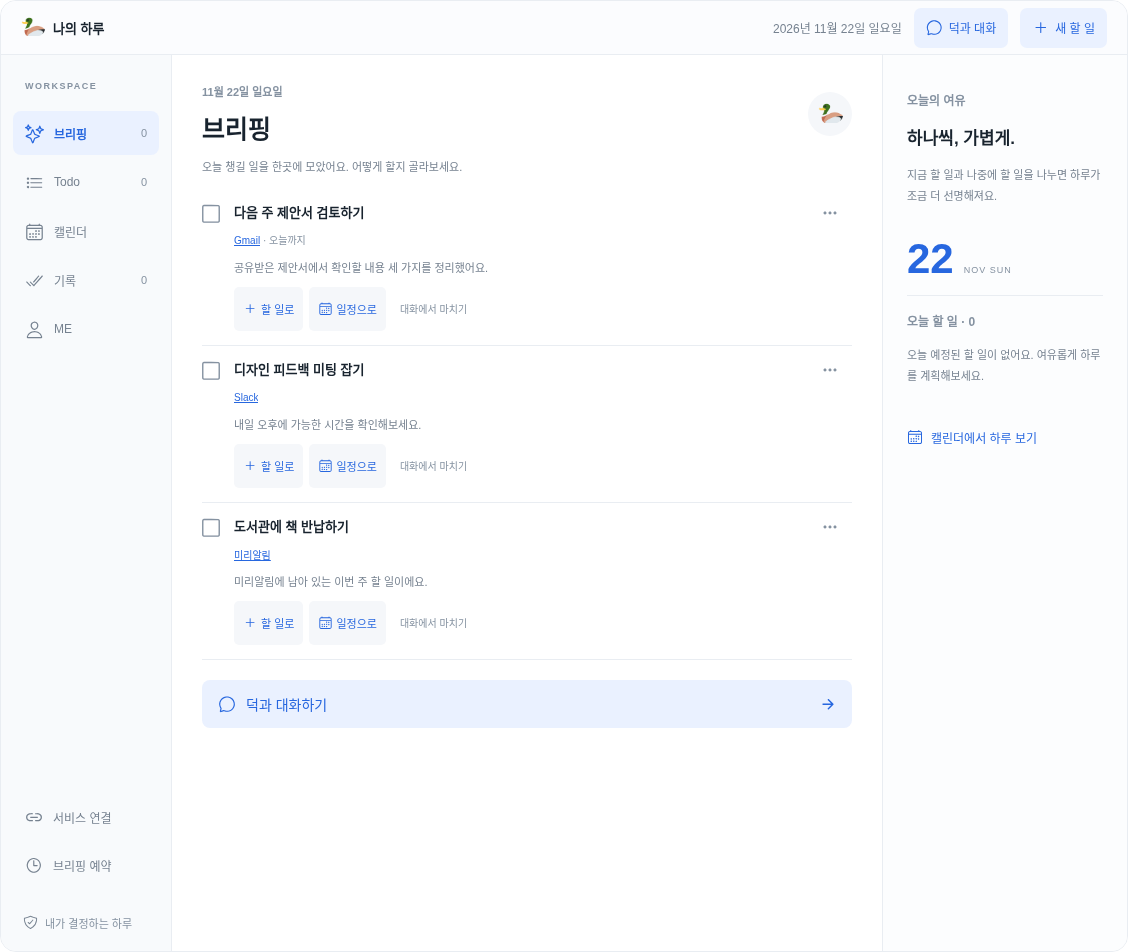 나의 하루
2026년 11월 22일 일요일
덕과 대화
새 할 일
WORKSPACE
브리핑 0
Todo 0
캘린더
기록 0
ME
서비스 연결
브리핑 예약
내가 결정하는 하루
11월 22일 일요일
브리핑
오늘 챙길 일을 한곳에 모았어요. 어떻게 할지 골라보세요.
다음 주 제안서 검토하기
Gmail · 오늘까지
공유받은 제안서에서 확인할 내용 세 가지를 정리했어요.
할 일로 일정으로 대화에서 마치기
디자인 피드백 미팅 잡기
Slack
내일 오후에 가능한 시간을 확인해보세요.
할 일로 일정으로 대화에서 마치기
도서관에 책 반납하기
미리알림
미리알림에 남아 있는 이번 주 할 일이에요.
할 일로 일정으로 대화에서 마치기
덕과 대화하기
오늘의 여유
하나씩, 가볍게.
지금 할 일과 나중에 할 일을 나누면 하루가
조금 더 선명해져요.
22 NOV SUN
오늘 할 일 · 0
오늘 예정된 할 일이 없어요. 여유롭게 하루
를 계획해보세요.
캘린더에서 하루 보기